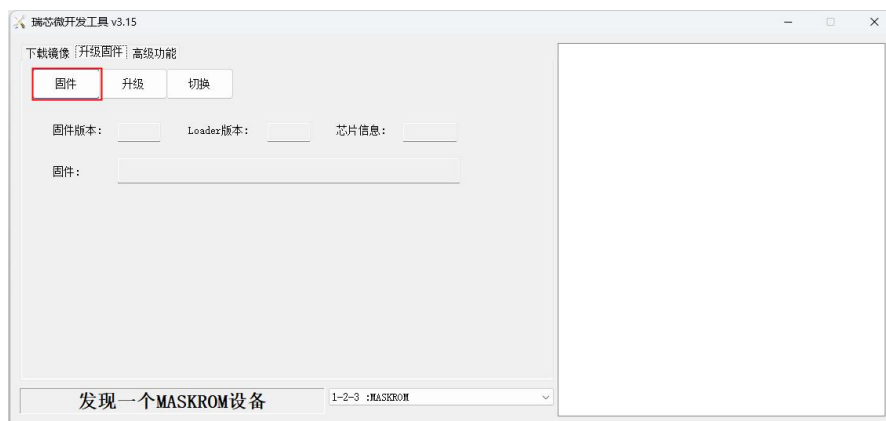 瑞芯微开发工具 v3.15
下载镜像 升级固件 高级功能
固件 升级 切换
固件版本: Loader版本: 芯片信息:
固件:
发现一个MASKROM设备 1-2-3 :MASKROM